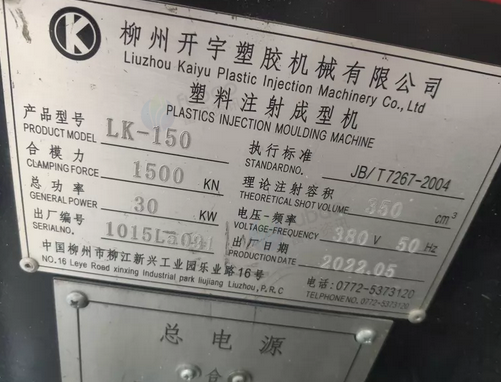 K
柳州开宇塑胶机械有限公司
Liuzhou Kaiyu Plastic Injection Machinery Co., Ltd
塑料注射成型机
PLASTICS INJECTION MOULDING MACHINE
产品型号
PRODUCT MODEL LK-150
执行标准
STANDARDNO. JB/T7267-2004
合模力
CLAMPING FORCE 1500 KN
理论注射容积
THEORETICAL SHOT VOLUME 350 cm³
总功率
GENERAL POWER 30 KW
电压-频率
VOLTAGE-FREQUENCY 380 V 50 Hz
出厂编号
SERIALNO.
出厂日期
PRODUCTION DATE 2022.05
中国柳州市柳江新兴工业园乐业路16号
NO.16 Leye Road xinxing industrial park liujiang Liuzhou, P.R.C
电话:0772-5373120
TELEPHONE NO.0772-5373120
总电源